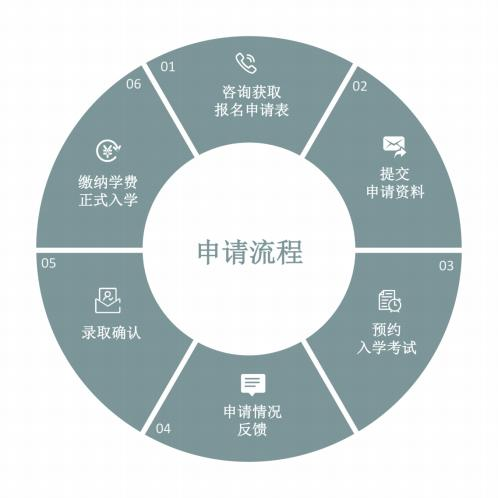 申请流程
01
咨询获取
报名申请表
02
提交
申请资料
03
预约
入学考试
04
申请情况
反馈
05
录取确认
06
缴纳学费
正式入学